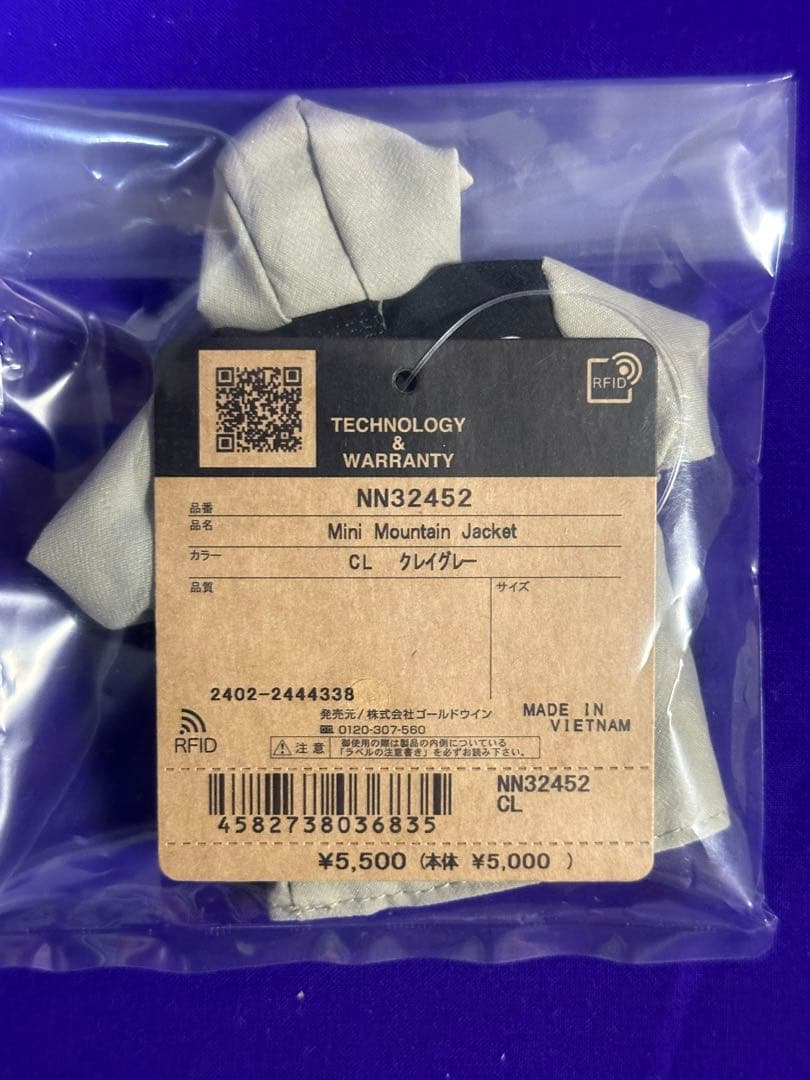 RFID
TECHNOLOGY
&
WARRANTY
品番 NN32452
品名 Mini Mountain Jacket
カラー CL クレイグレー
品質 サイズ
2402-2444338
発売元/株式会社ゴールドウイン
0120-307-560
MADE IN
VIETNAM
RFID
注意 御使用の際は製品の内側についている
「ラベルの注意書き」を必ずお読み下さい。
NN32452
CL
4582738036835
¥5,500 (本体 ¥5,000 )